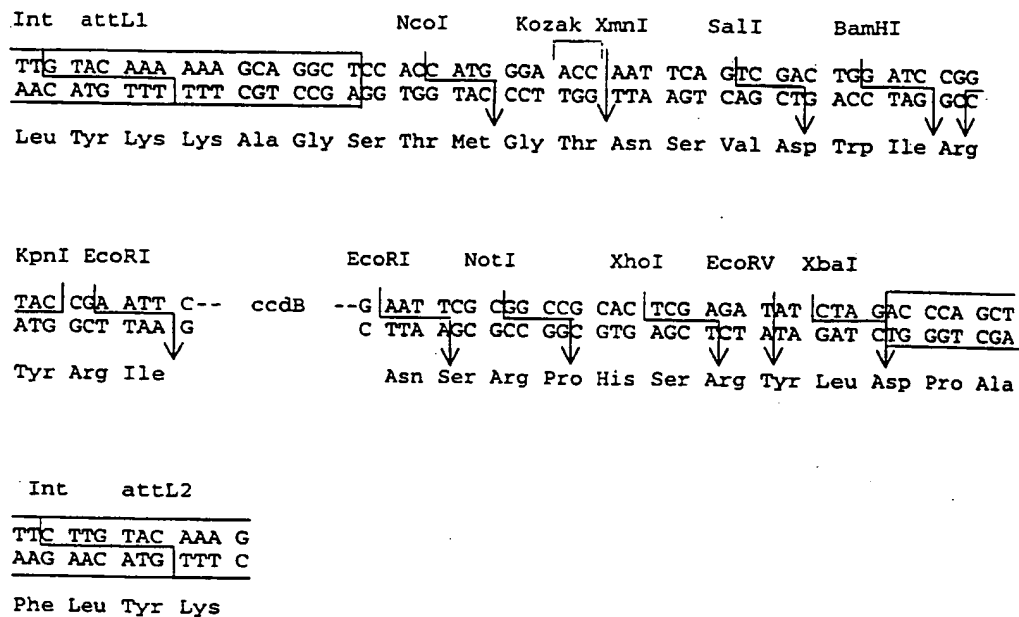 Int attL1 NcoI Kozak XmnI SalI BamHI
TTG TAC AAA AAA GCA GGC TCC ACC ATG GGA ACC AAT TCA GTC GAC TGG ATC CGG
AAC ATG TTT TTT CGT CCG AGG TGG TAC CCT TGG TTA AGT CAG CTG ACC TAG GCC
Leu Tyr Lys Lys Ala Gly Ser Thr Met Gly Thr Asn Ser Val Asp Trp Ile Arg
KpnI EcoRI EcoRI NotI XhoI EcoRV XbaI
TAC CGA ATT C-- ccdB --G AAT TCG CGG CCG CAC TCG AGA TAT CTAG ACC CAGCT
ATG GCT TAA G C TTA AGC GCC GGC GTG AGC TCT ATA GAT CTG GGT CGA
Tyr Arg Ile Asn Ser Arg Pro His Ser Arg Tyr Leu Asp Pro Ala
Int attL2
TTC TTG TAC AAA G
AAG AAC ATG TTT C
Phe Leu Tyr Lys